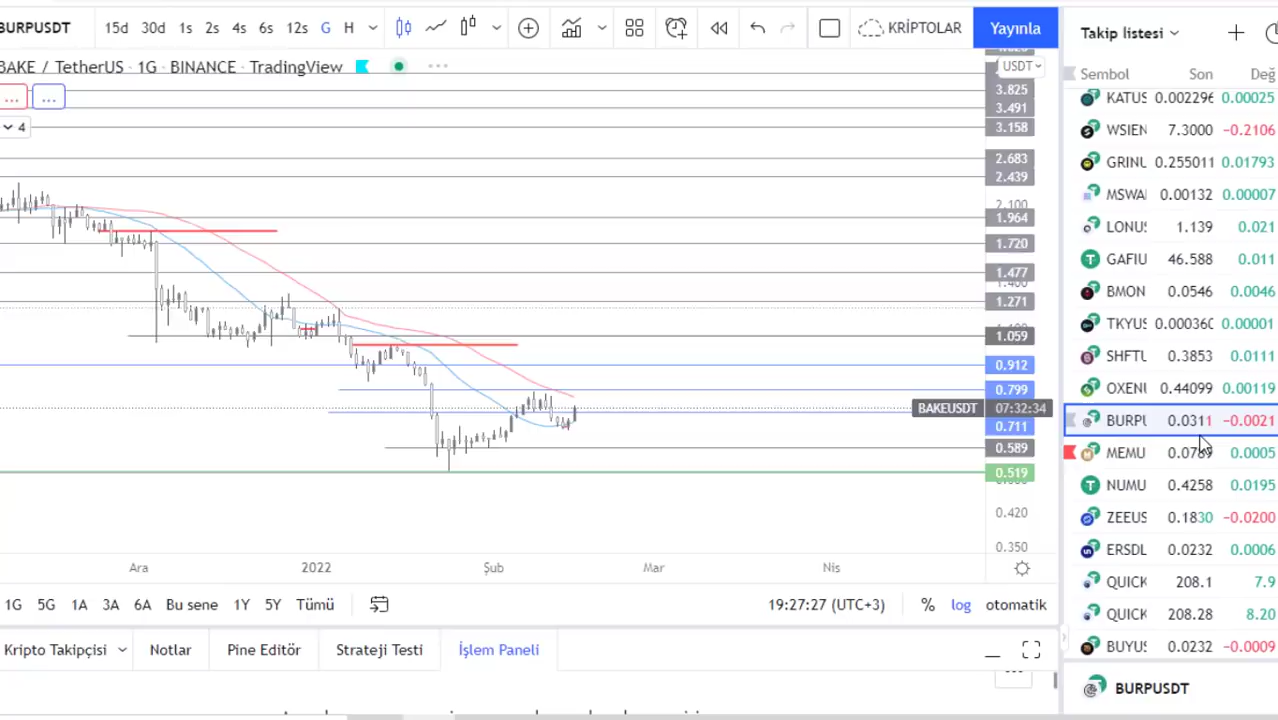 BURPUSDT 15d 30d 1s 2s 4s 6s 12s G H KRİPTOLAR Yayınla
BAKE / TetherUS · 1G · BINANCE · TradingView
USDT
4
3.825
3.491
3.158
2.683
2.439
2.100
1.964
1.720
1.477
1.400
1.271
1.059
0.912
0.799
BAKEUSDT 07:32:34
0.711
0.589
0.519
0.420
0.350
Ara 2022 Şub Mar Nis
1G 5G 1A 3A 6A Bu sene 1Y 5Y Tümü 19:27:27 (UTC+3) % log otomatik
Kripto Takipçisi Notlar Pine Editör Strateji Testi İşlem Paneli
Takip listesi
Sembol Son Değ
KATUS 0.002296 0.00025
WSIEN 7.3000 −0.2106
GRINU 0.255011 0.01793
MSWAI 0.00132 0.00007
LONUS 1.139 0.021
GAFIU 46.588 0.011
BMON 0.0546 0.0046
TKYUS 0.000360 0.00001
SHFTU 0.3853 0.0111
OXENU 0.44099 0.00119
BURPU 0.0311 −0.0021
MEMU 0.0005
NUMU 0.4258 0.0195
ZEEUS 0.1830 −0.0200
ERSDL 0.0232 0.0006
QUICK 208.1 7.9
QUICK 208.28 8.20
BUYUS 0.0232 −0.0009
BURPUSDT